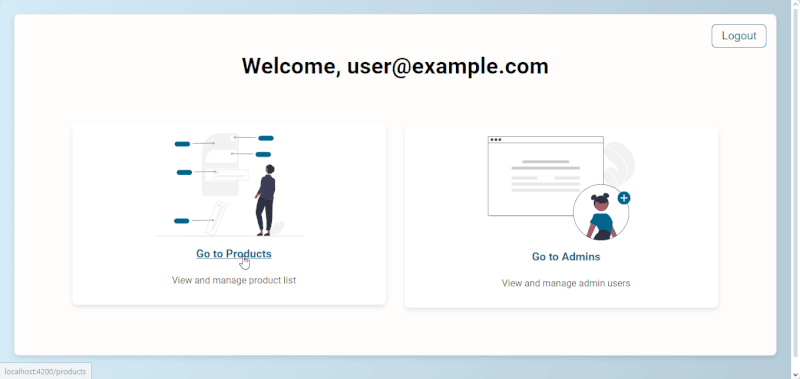 Logout
Welcome, user@example.com
Go to Products
View and manage product list
Go to Admins
View and manage admin users
localhost:4200/products